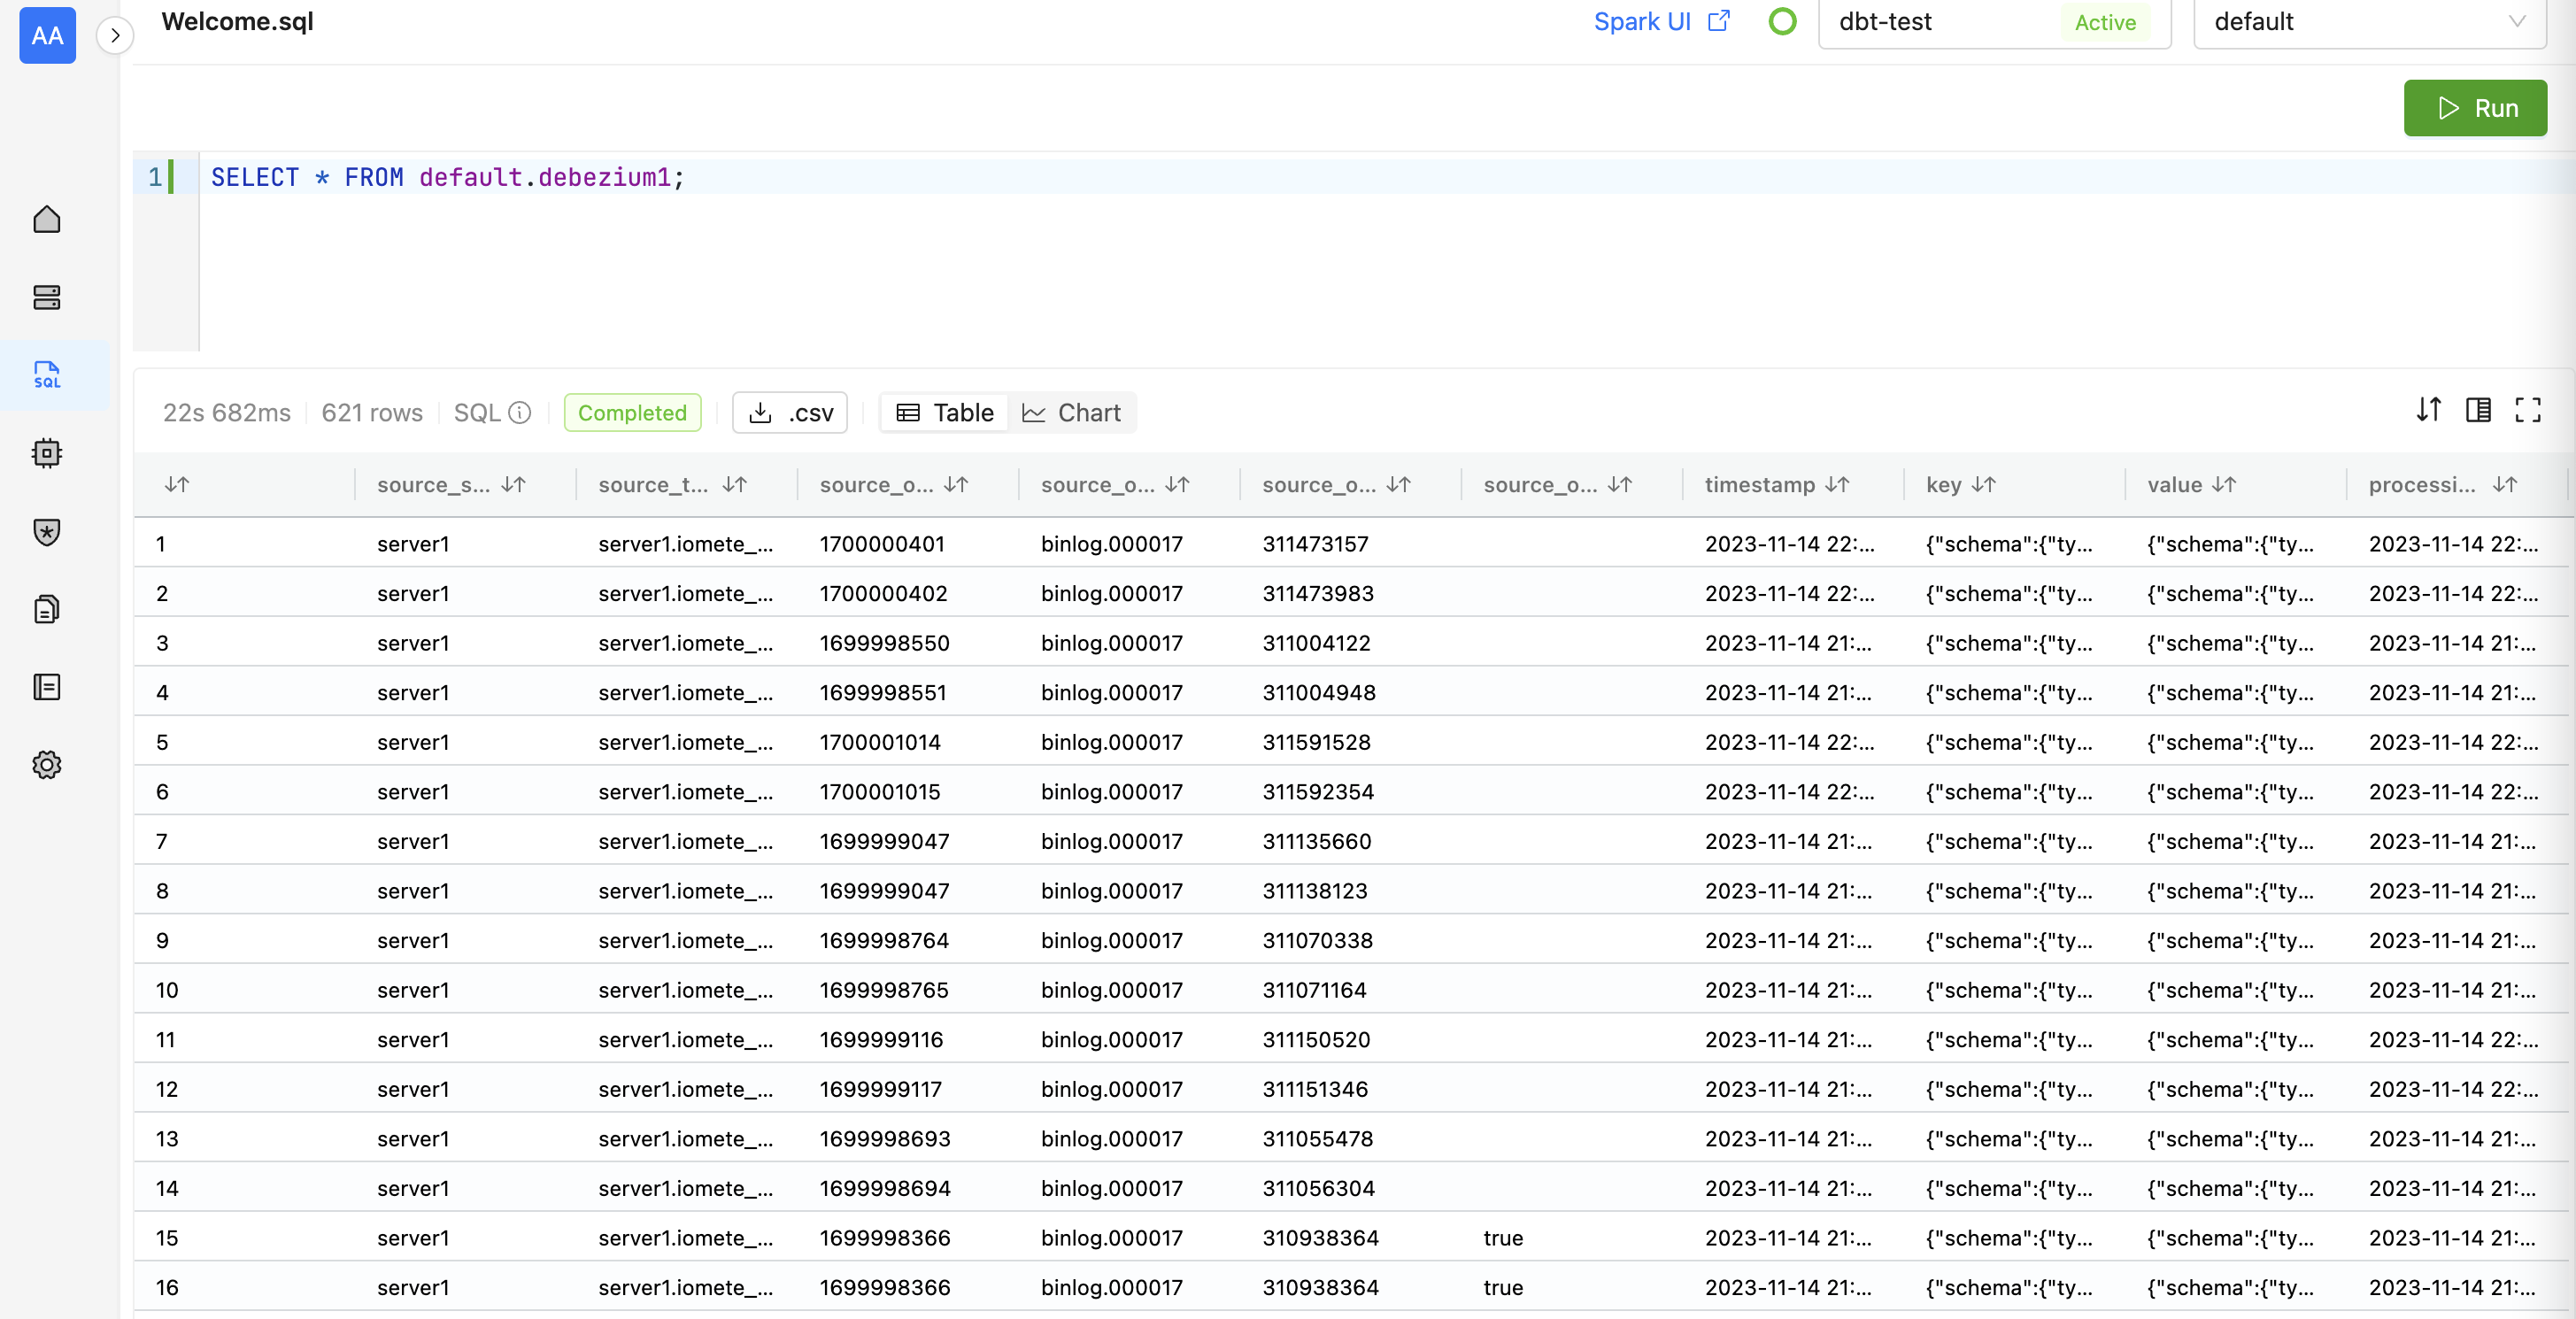 AA
Welcome.sql Spark UI dbt-test Active default
Run
1 SELECT * FROM default.debezium1;
SQL
22s 682ms 621 rows SQL Completed .csv Table Chart
source_s... source_t... source_o... source_o... source_o... source_o... timestamp key value processi...
1 server1 server1.iomete_... 1700000401 binlog.000017 311473157 2023-11-14 22:... {"schema":{"ty... {"schema":{"ty... 2023-11-14 22:...
2 server1 server1.iomete_... 1700000402 binlog.000017 311473983 2023-11-14 22:... {"schema":{"ty... {"schema":{"ty... 2023-11-14 22:...
3 server1 server1.iomete_... 1699998550 binlog.000017 311004122 2023-11-14 21:... {"schema":{"ty... {"schema":{"ty... 2023-11-14 21:...
4 server1 server1.iomete_... 1699998551 binlog.000017 311004948 2023-11-14 21:... {"schema":{"ty... {"schema":{"ty... 2023-11-14 21:...
5 server1 server1.iomete_... 1700001014 binlog.000017 311591528 2023-11-14 22:... {"schema":{"ty... {"schema":{"ty... 2023-11-14 22:...
6 server1 server1.iomete_... 1700001015 binlog.000017 311592354 2023-11-14 22:... {"schema":{"ty... {"schema":{"ty... 2023-11-14 22:...
7 server1 server1.iomete_... 1699999047 binlog.000017 311135660 2023-11-14 21:... {"schema":{"ty... {"schema":{"ty... 2023-11-14 21:...
8 server1 server1.iomete_... 1699999047 binlog.000017 311138123 2023-11-14 21:... {"schema":{"ty... {"schema":{"ty... 2023-11-14 21:...
9 server1 server1.iomete_... 1699998764 binlog.000017 311070338 2023-11-14 21:... {"schema":{"ty... {"schema":{"ty... 2023-11-14 21:...
10 server1 server1.iomete_... 1699998765 binlog.000017 311071164 2023-11-14 21:... {"schema":{"ty... {"schema":{"ty... 2023-11-14 21:...
11 server1 server1.iomete_... 1699999116 binlog.000017 311150520 2023-11-14 21:... {"schema":{"ty... {"schema":{"ty... 2023-11-14 22:...
12 server1 server1.iomete_... 1699999117 binlog.000017 311151346 2023-11-14 21:... {"schema":{"ty... {"schema":{"ty... 2023-11-14 22:...
13 server1 server1.iomete_... 1699998693 binlog.000017 311055478 2023-11-14 21:... {"schema":{"ty... {"schema":{"ty... 2023-11-14 21:...
14 server1 server1.iomete_... 1699998694 binlog.000017 311056304 2023-11-14 21:... {"schema":{"ty... {"schema":{"ty... 2023-11-14 21:...
15 server1 server1.iomete_... 1699998366 binlog.000017 310938364 true 2023-11-14 21:... {"schema":{"ty... {"schema":{"ty... 2023-11-14 21:...
16 server1 server1.iomete_... 1699998366 binlog.000017 310938364 true 2023-11-14 21:... {"schema":{"ty... {"schema":{"ty... 2023-11-14 21:...